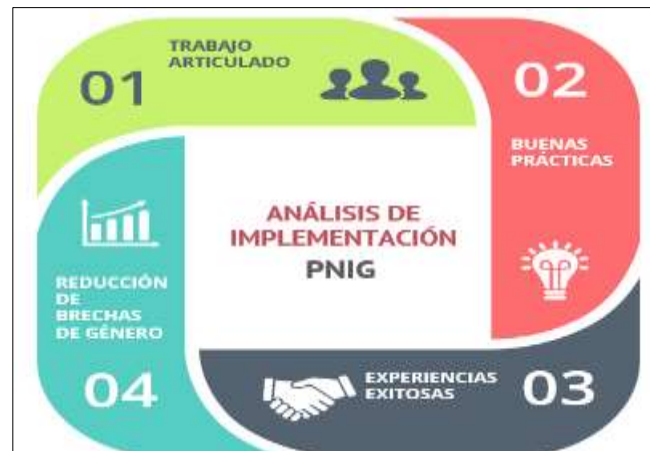 01
TRABAJO
ARTICULADO
02
BUENAS
PRÁCTICAS
ANÁLISIS DE
IMPLEMENTACIÓN
PNIG
EXPERIENCIAS
EXITOSAS
03
REDUCCIÓN
DE
BRECHAS
DE GÉNERO
04